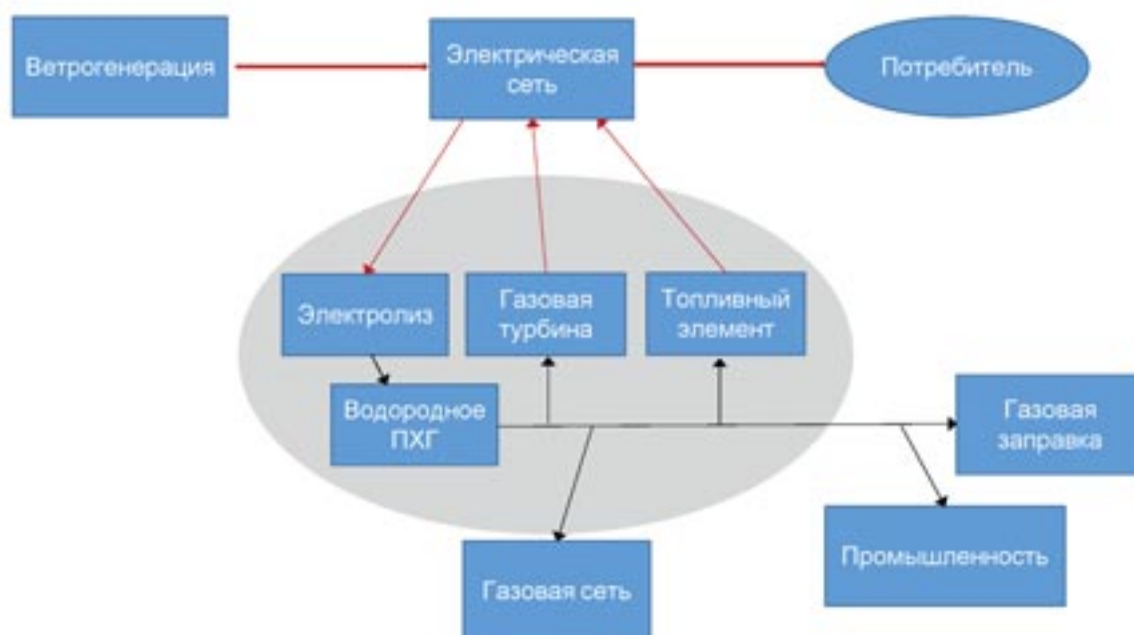 Ветрогенерация
Электрическая
сеть
Потребитель
Электролиз
Газовая
турбина
Топливный
элемент
Водородное
ПХГ
Газовая
заправка
Промышленность
Газовая сеть